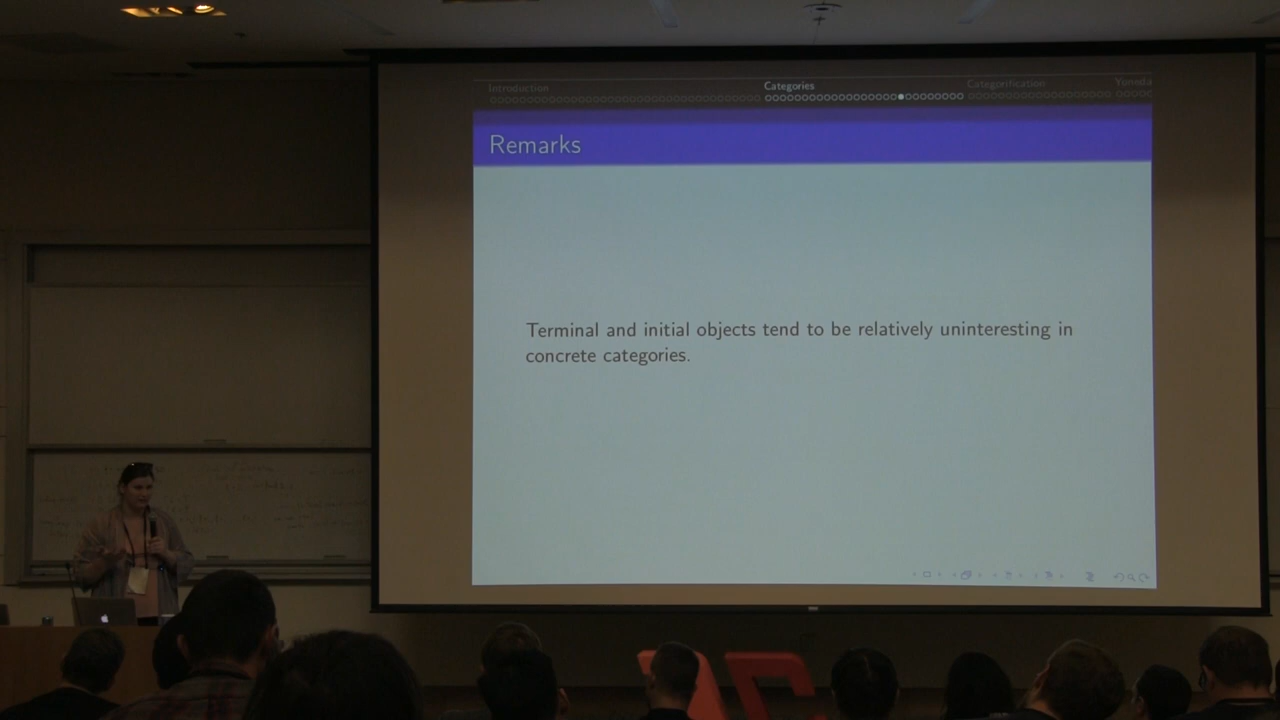 Introduction Categories Categorification Yoneda
Remarks
Terminal and initial objects tend to be relatively uninteresting in
concrete categories.